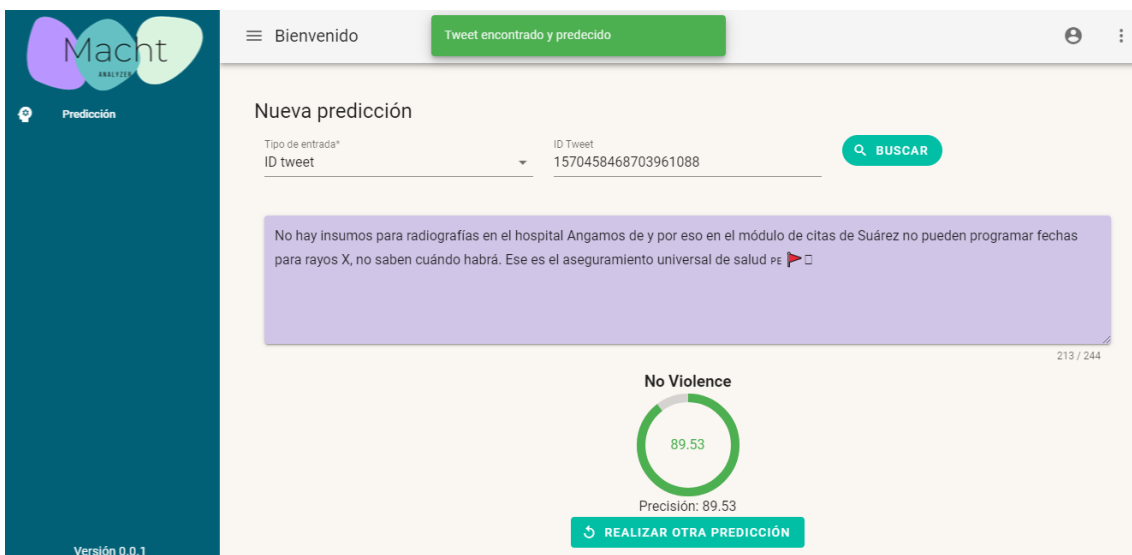 Macht
ANALYZER
Predicción
Versión 0.0.1
Bienvenido
Tweet encontrado y predecido
Nueva predicción
Tipo de entrada*
ID tweet
ID Tweet
1570458468703961088
BUSCAR
No hay insumos para radiografías en el hospital Angamos de y por eso en el módulo de citas de Suárez no pueden programar fechas
para rayos X, no saben cuándo habrá. Ese es el aseguramiento universal de salud PE 🚩
213 / 244
No Violence
89.53
Precisión: 89.53
REALIZAR OTRA PREDICCIÓN